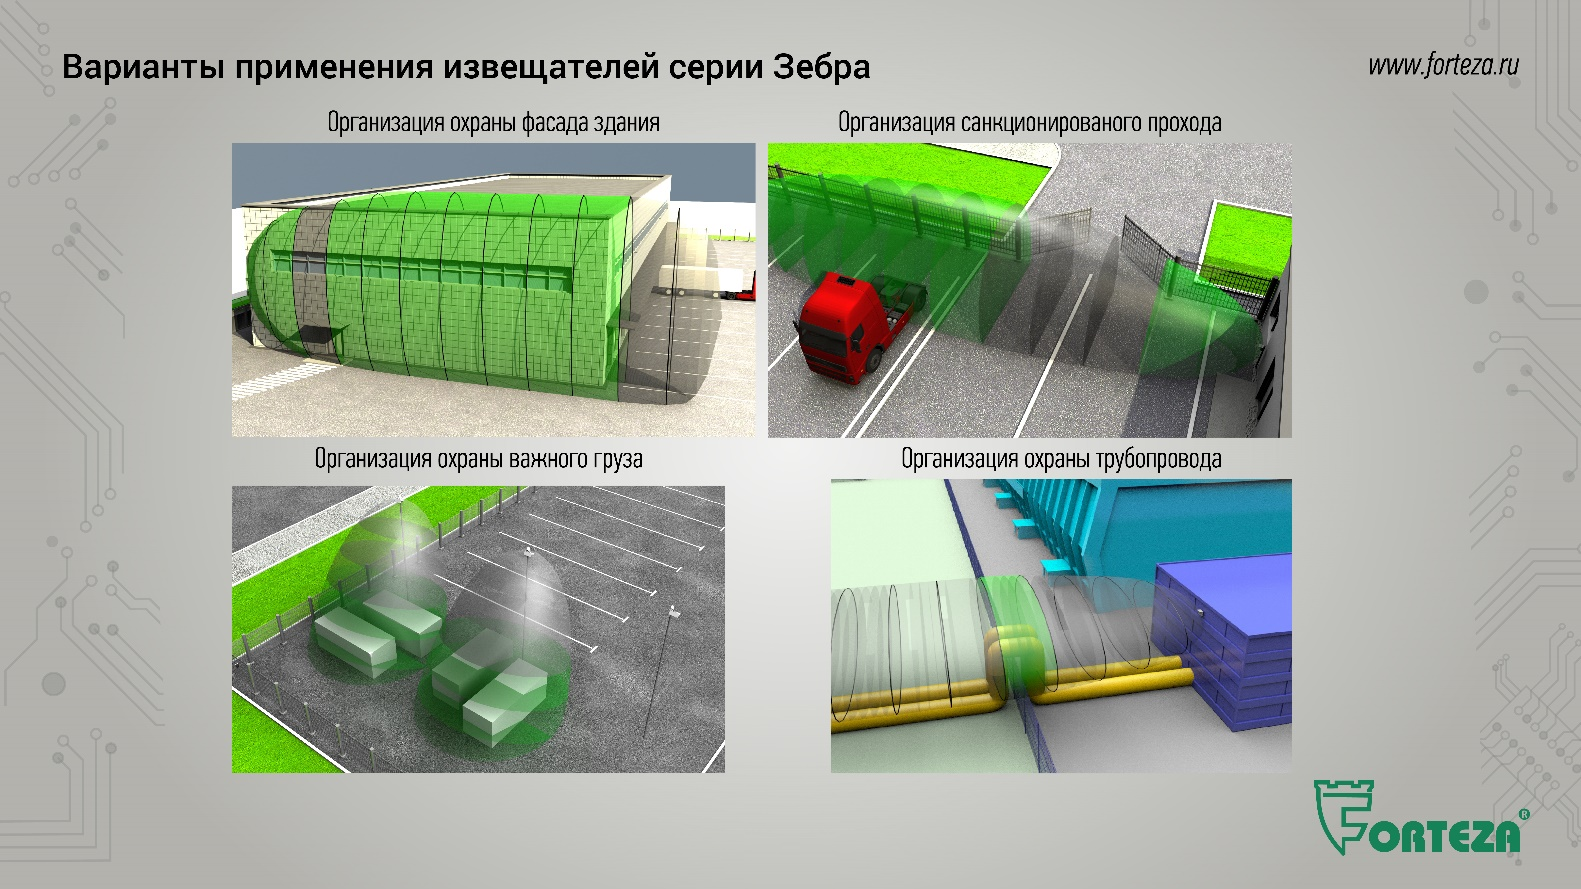 Варианты применения извещателей серии Зебра
www.forteza.ru
Организация охраны фасада здания
Организация санкционированого прохода
Организация охраны важного груза
Организация охраны трубопровода
FORTEZA®